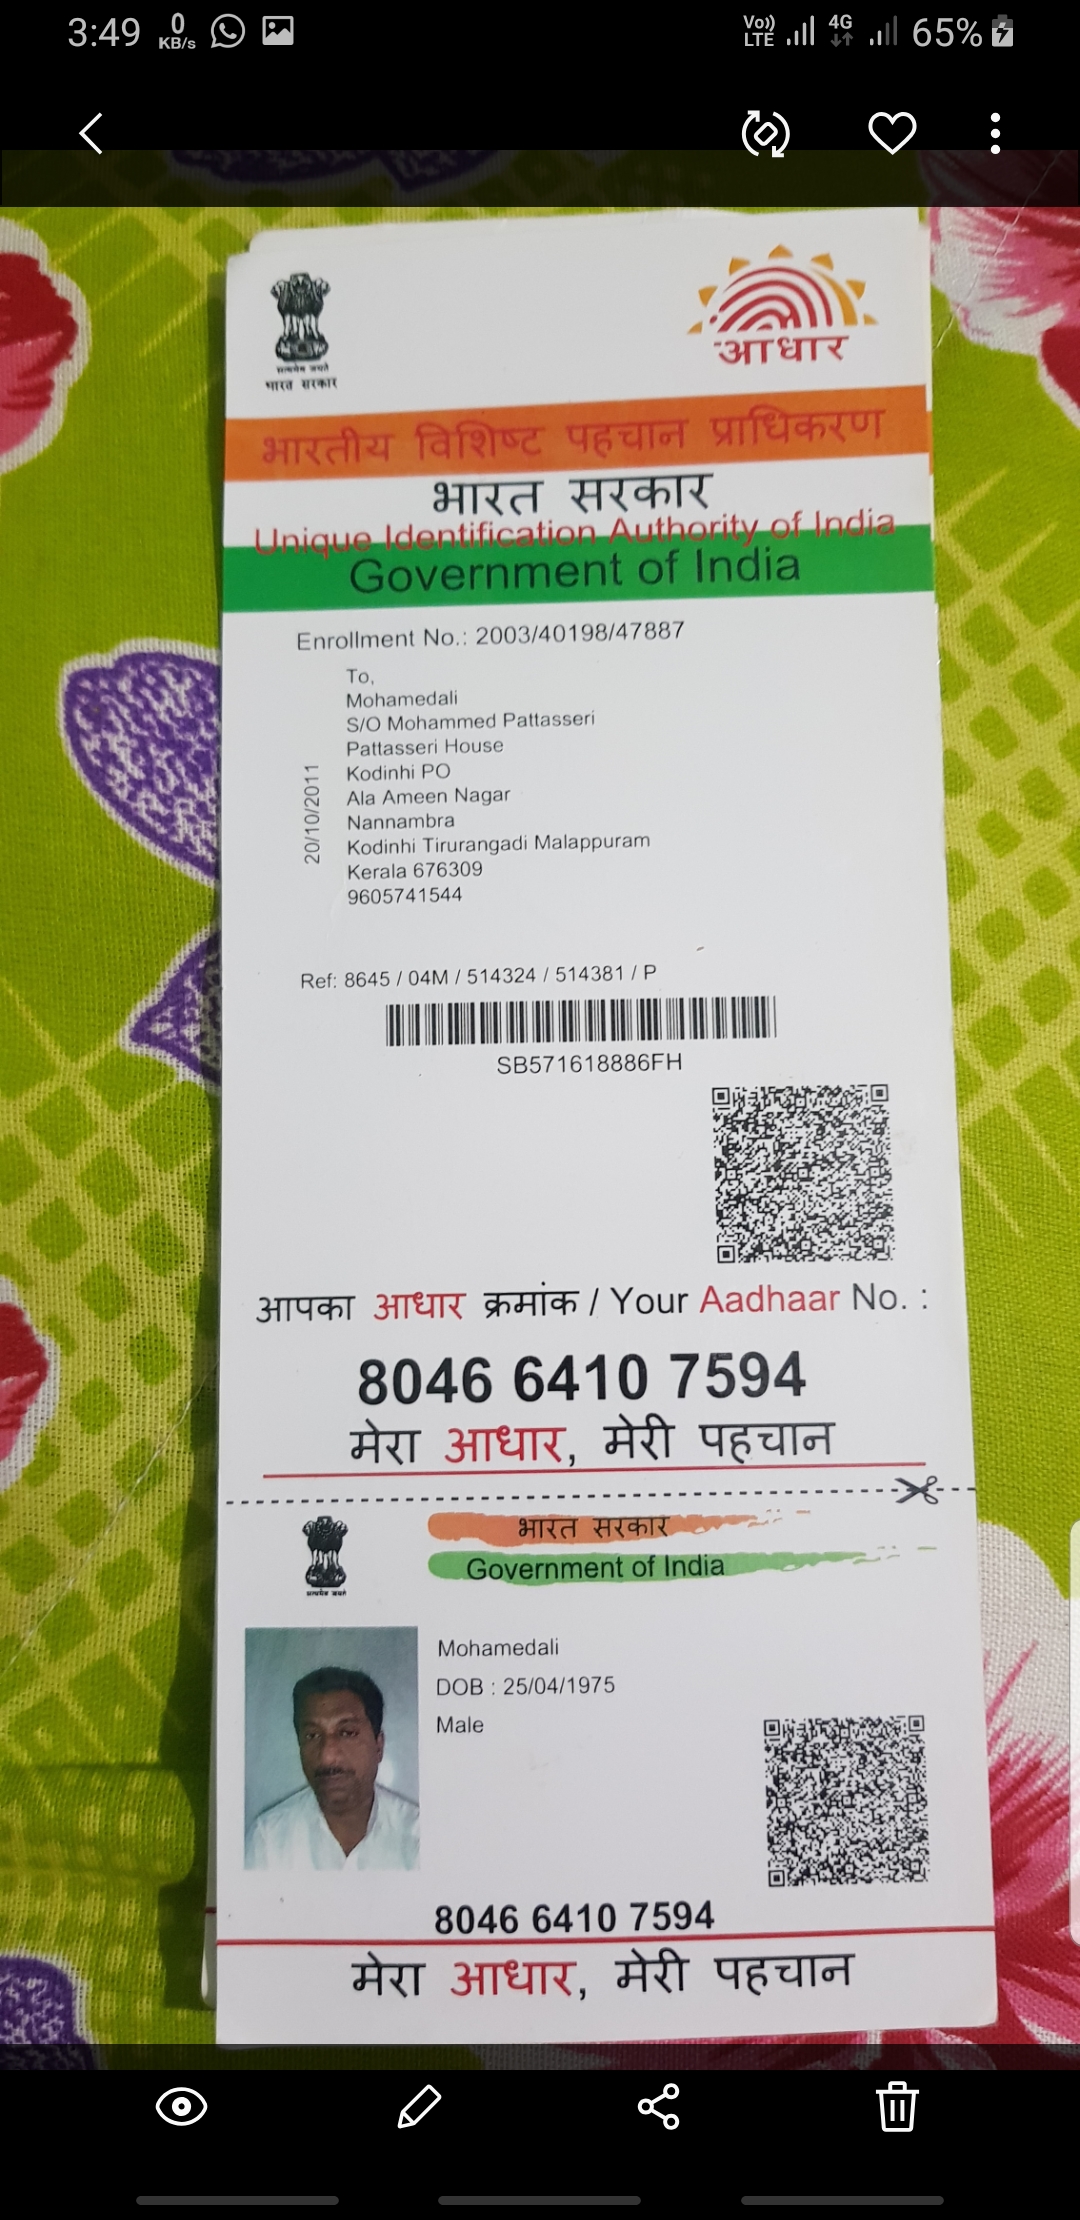 3:49
0
KB/s
Vo))
LTE
4G
65%
सत्यमेव जयते
भारत सरकार
आधार
भारतीय विशिष्ट पहचान प्राधिकरण
भारत सरकार
Unique Identification Authority of India
Government of India
Enrollment No.: 2003/40198/47887
20/10/2011
To,
Mohamedali
S/O Mohammed Pattasseri
Pattasseri House
Kodinhi PO
Ala Ameen Nagar
Nannambra
Kodinhi Tirurangadi Malappuram
Kerala 676309
9605741544
Ref: 8645 / 04M / 514324 / 514381 / P
SB571618886FH
आपका आधार क्रमांक / Your Aadhaar No. :
8046 6410 7594
मेरा आधार, मेरी पहचान
भारत सरकार
Government of India
सत्यमेव जयते
Mohamedali
DOB : 25/04/1975
Male
8046 6410 7594
मेरा आधार, मेरी पहचान